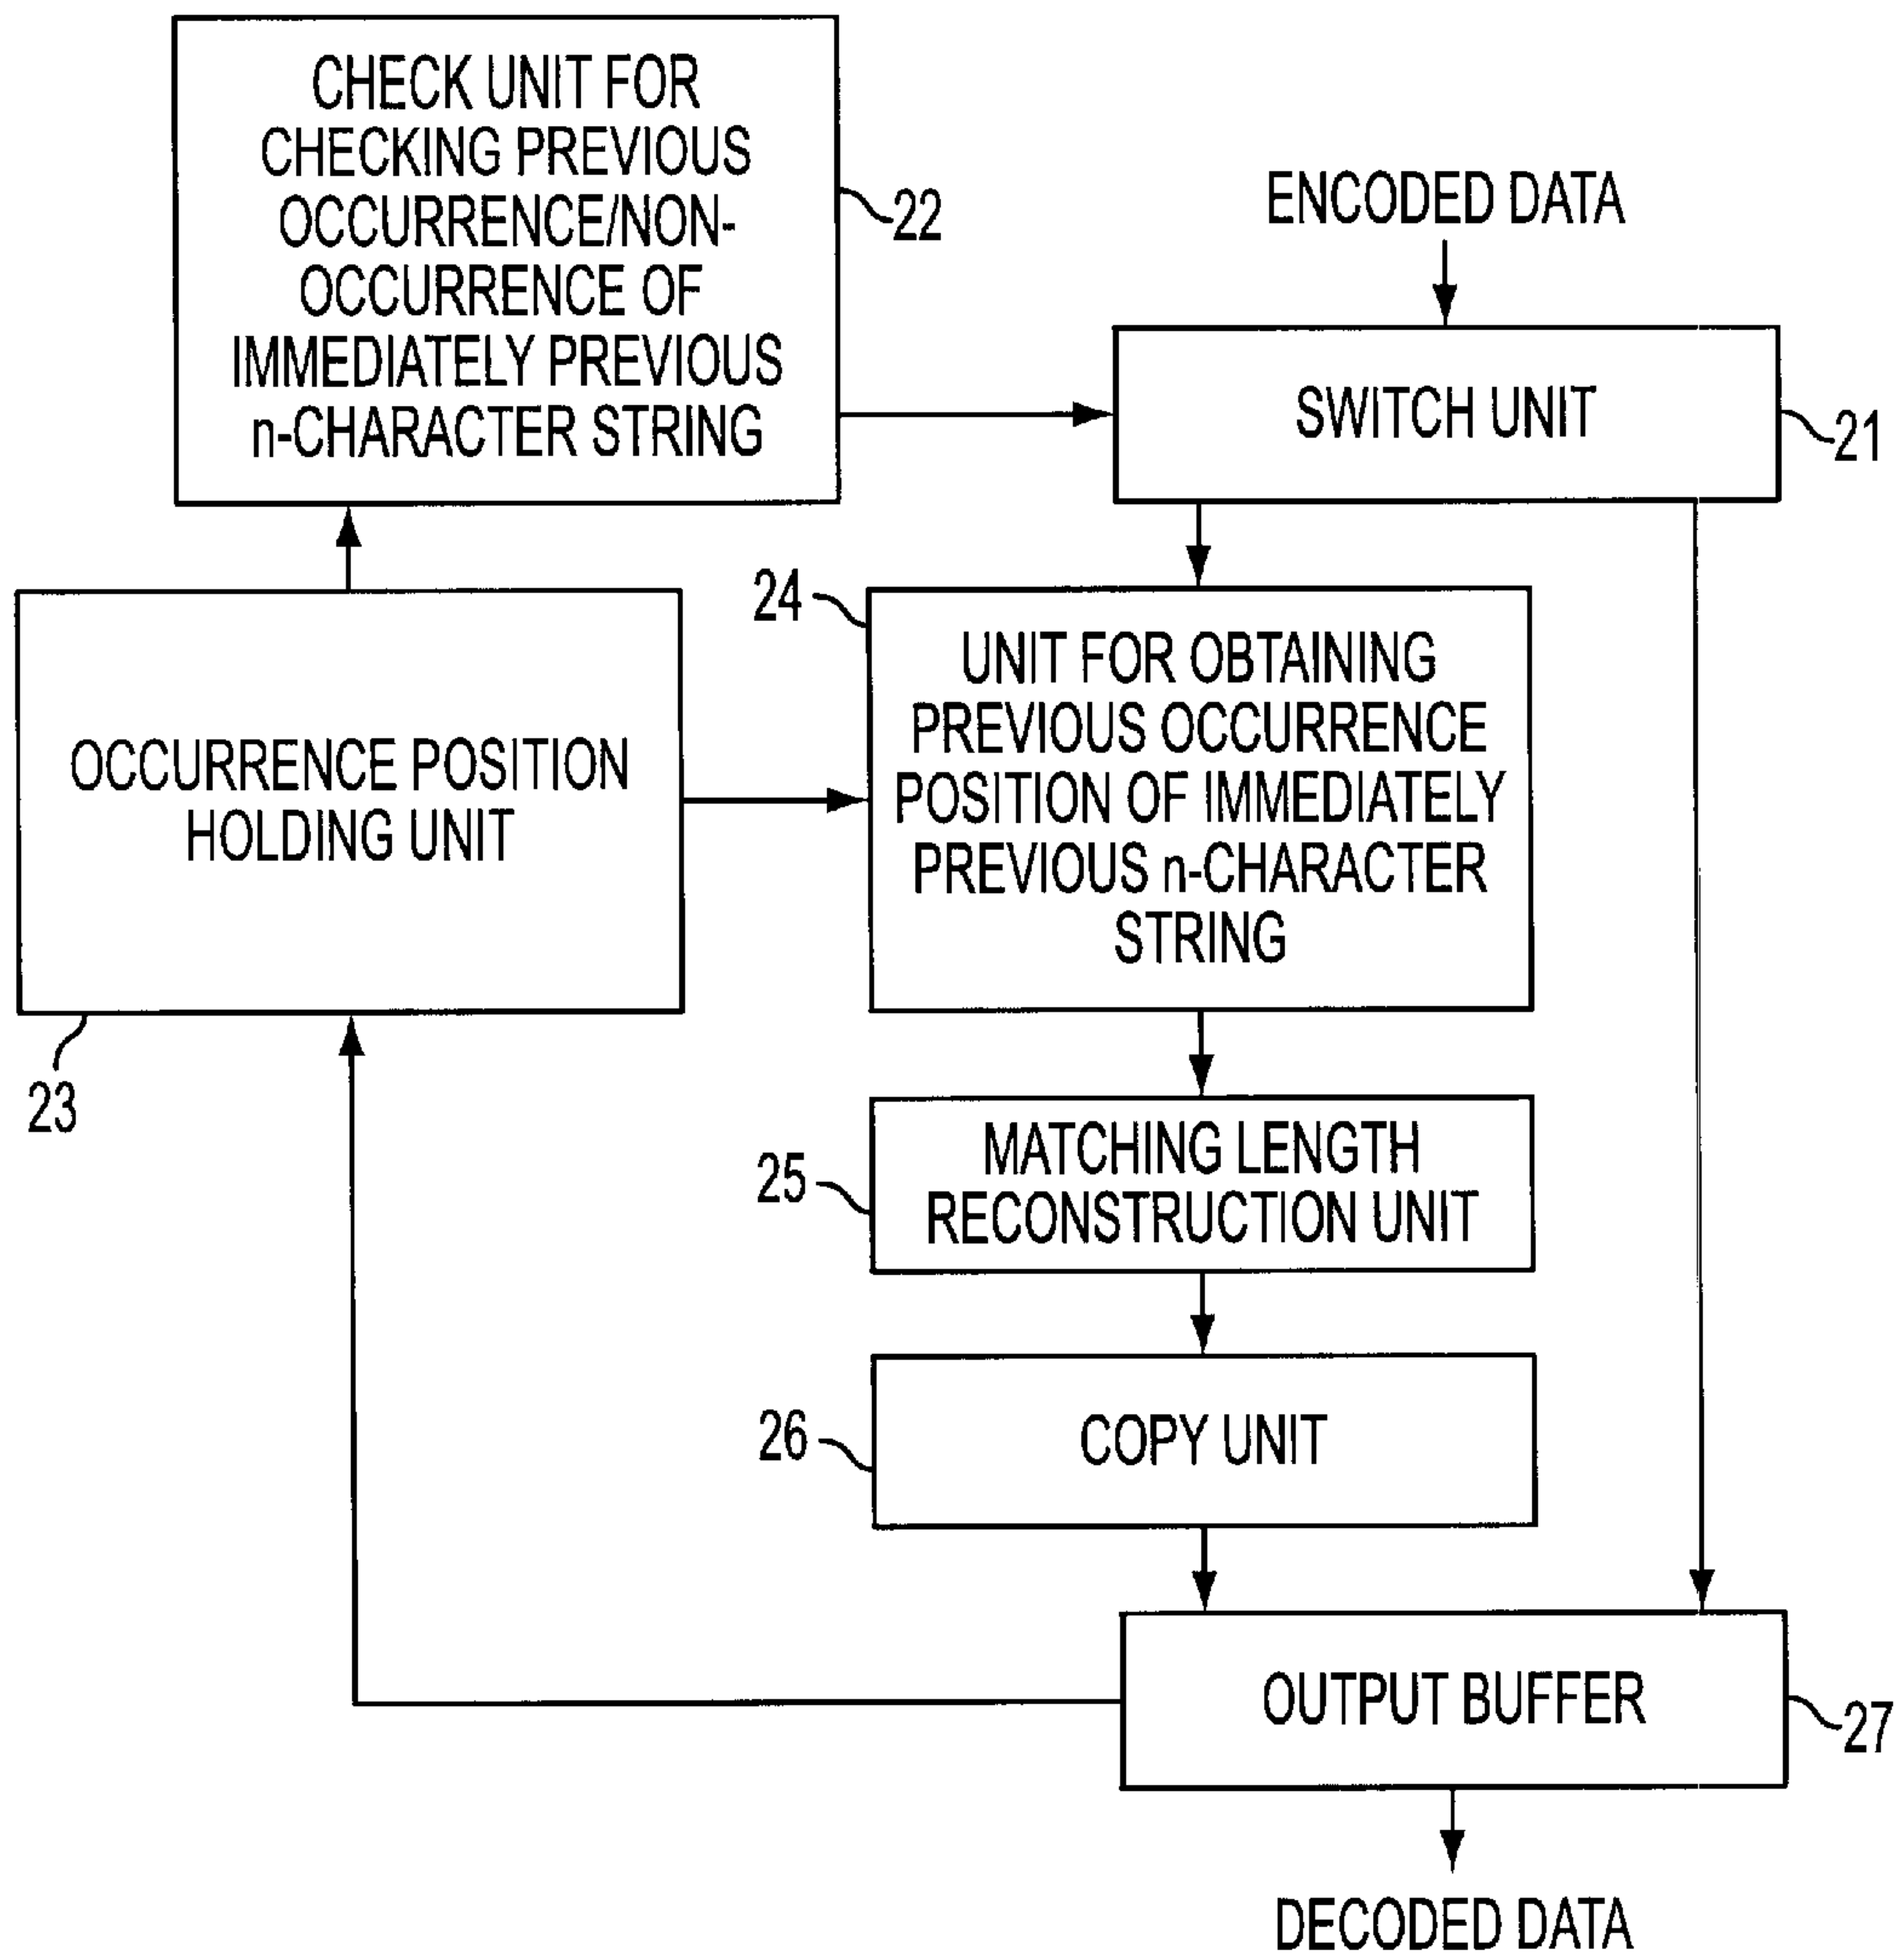 CHECK UNIT FOR
CHECKING PREVIOUS
OCCURRENCE/NON-
OCCURRENCE OF
IMMEDIATELY PREVIOUS
n-CHARACTER STRING
22
ENCODED DATA
SWITCH UNIT
21
OCCURRENCE POSITION
HOLDING UNIT
23
24
UNIT FOR OBTAINING
PREVIOUS OCCURRENCE
POSITION OF IMMEDIATELY
PREVIOUS n-CHARACTER
STRING
25
MATCHING LENGTH
RECONSTRUCTION UNIT
26
COPY UNIT
OUTPUT BUFFER
27
DECODED DATA